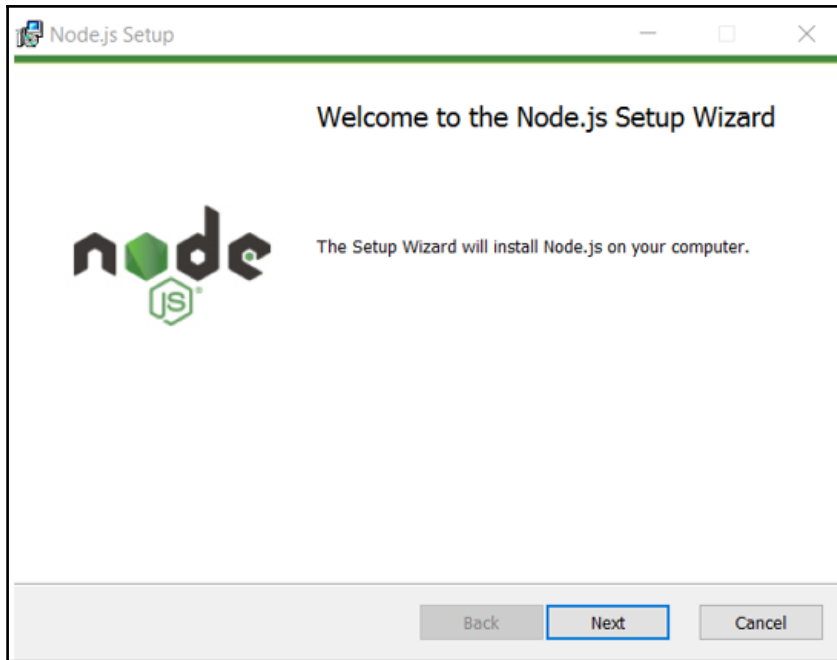 Node.js Setup
Welcome to the Node.js Setup Wizard
node
JS®
The Setup Wizard will install Node.js on your computer.
Back
Next
Cancel